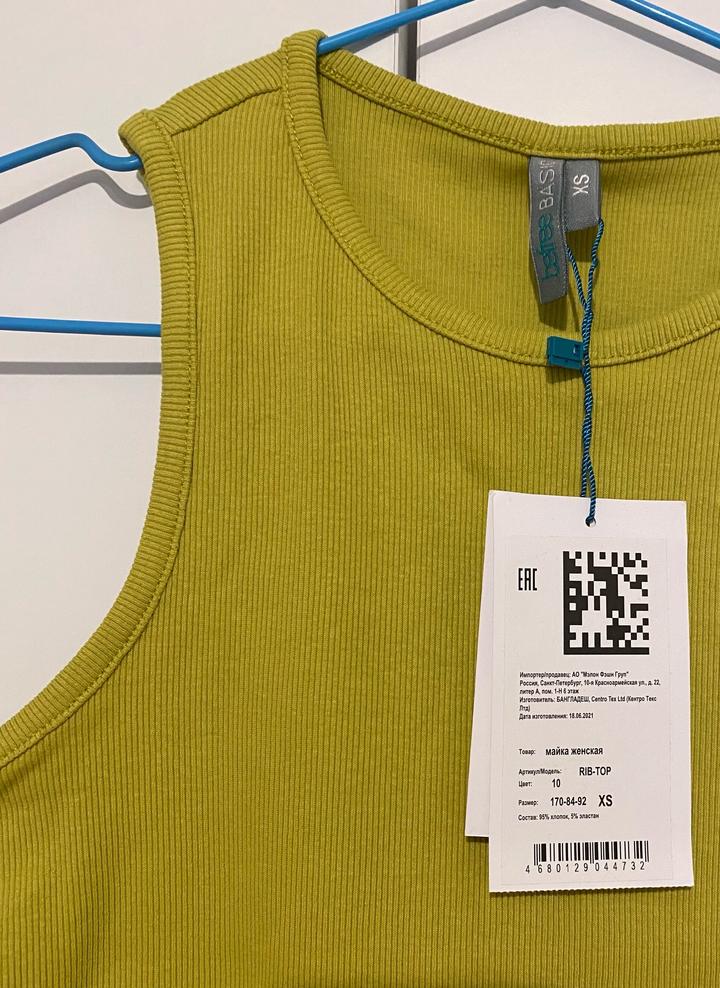 befree BASIC
XS
EAC
Импортер/продавец: АО "Мэлон Фэшн Груп"
Россия, Санкт-Петербург, 10-я Красноармейская ул., д. 22,
литер А, пом. 1-Н 6 этаж
Изготовитель: БАНГЛАДЕШ, Centro Tex Ltd (Кентро Текс
Лтд)
Дата изготовления: 18.06.2021
Товар: майка женская
Артикул/Модель: RIB-TOP
Цвет: 10
Размер: 170-84-92 XS
Состав: 95% хлопок, 5% эластан
4680129044732